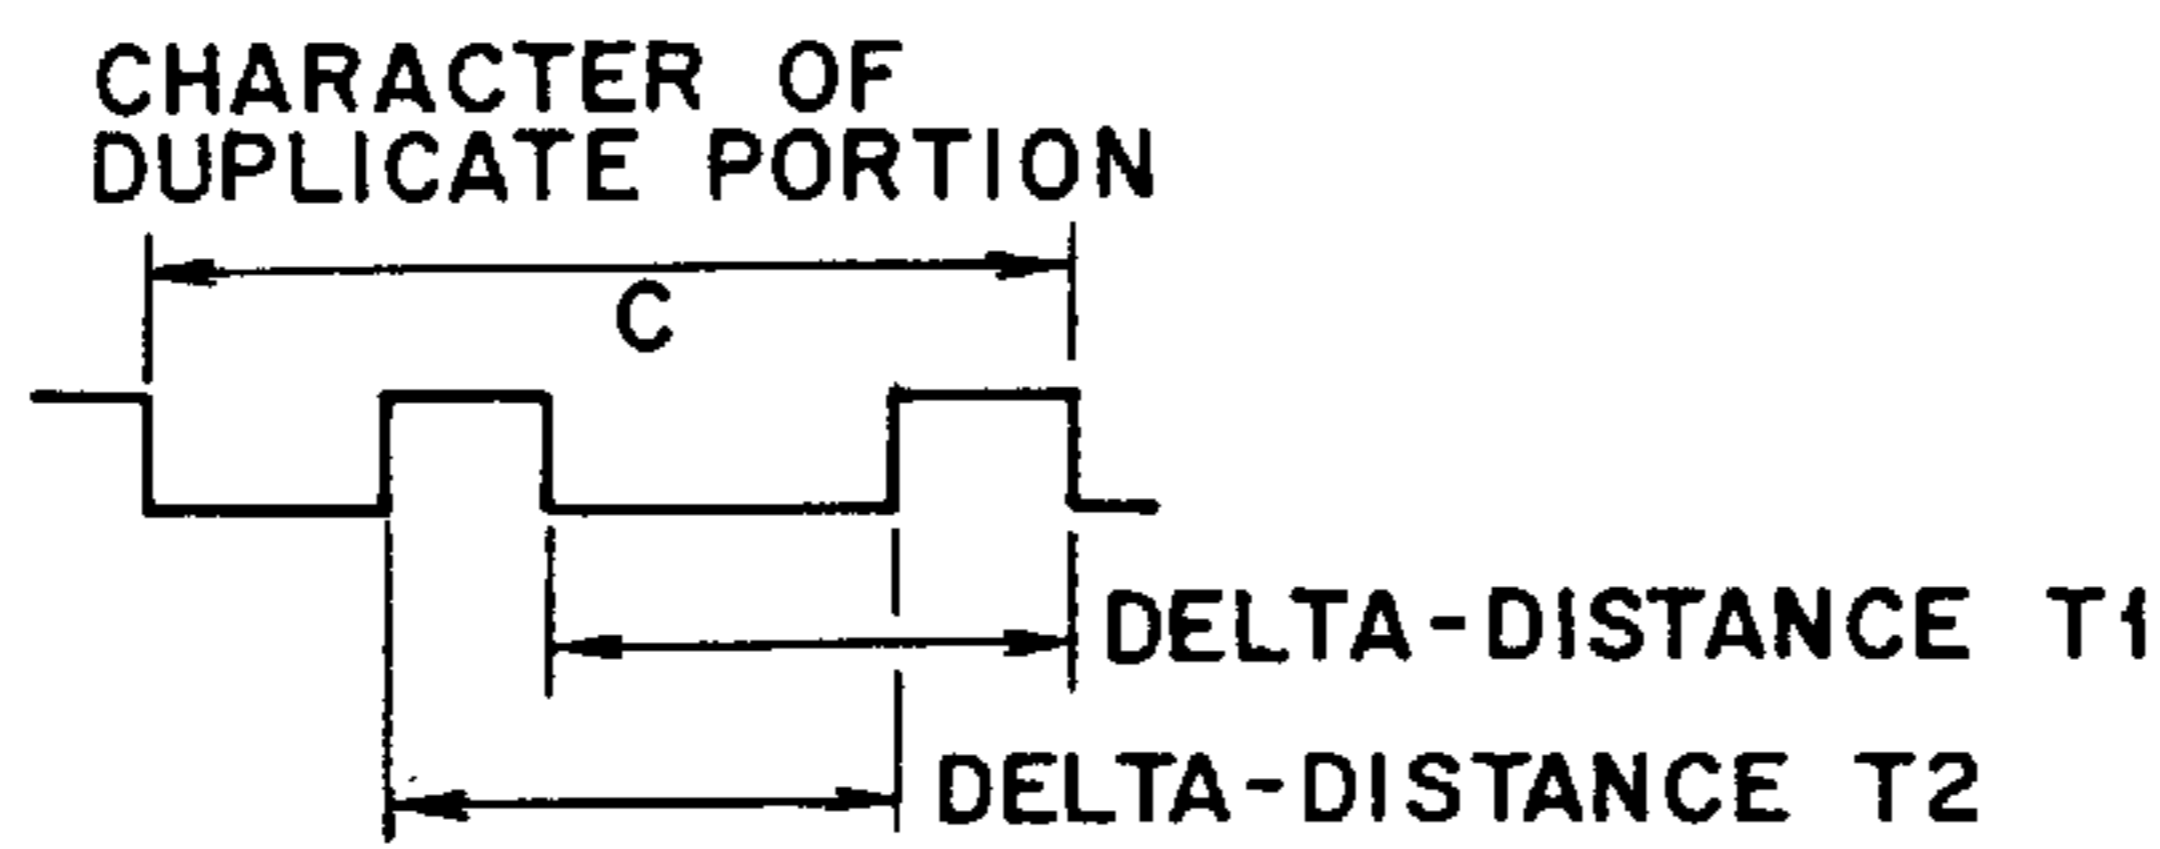 CHARACTER OF
DUPLICATE PORTION
C
DELTA-DISTANCE T1
DELTA-DISTANCE T2